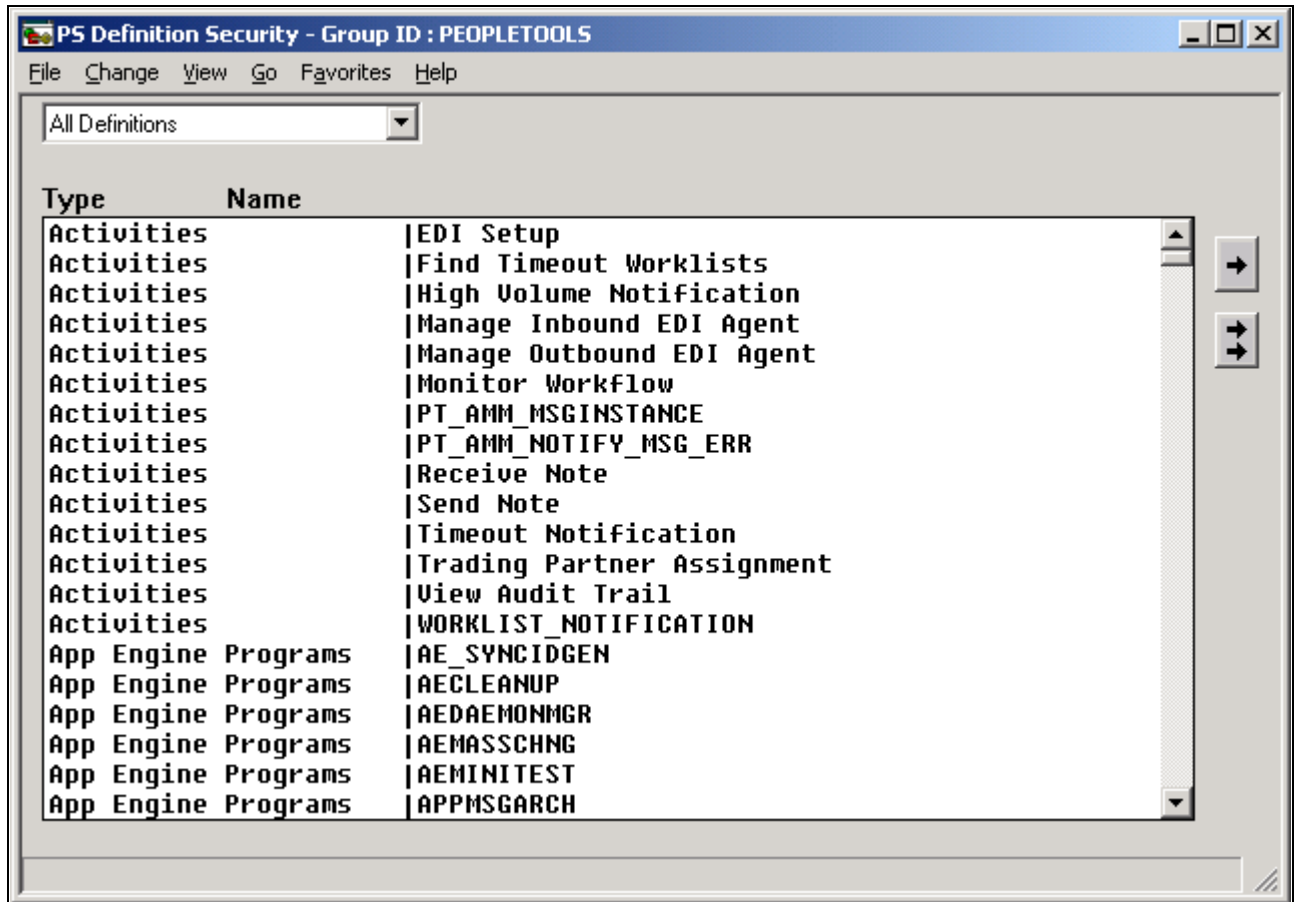 PS Definition Security - Group ID : PEOPLETOOLS
File Change View Go Favorites Help
All Definitions
Type Name
Activities |EDI Setup
Activities |Find Timeout Worklists
Activities |High Volume Notification
Activities |Manage Inbound EDI Agent
Activities |Manage Outbound EDI Agent
Activities |Monitor Workflow
Activities |PT_AMM_MSGINSTANCE
Activities |PT_AMM_NOTIFY_MSG_ERR
Activities |Receive Note
Activities |Send Note
Activities |Timeout Notification
Activities |Trading Partner Assignment
Activities |View Audit Trail
Activities |WORKLIST_NOTIFICATION
App Engine Programs |AE_SYNCIDGEN
App Engine Programs |AECLEANUP
App Engine Programs |AEDAEMONMGR
App Engine Programs |AEMASSCHNG
App Engine Programs |AEMINITEST
App Engine Programs |APPMSGARCH